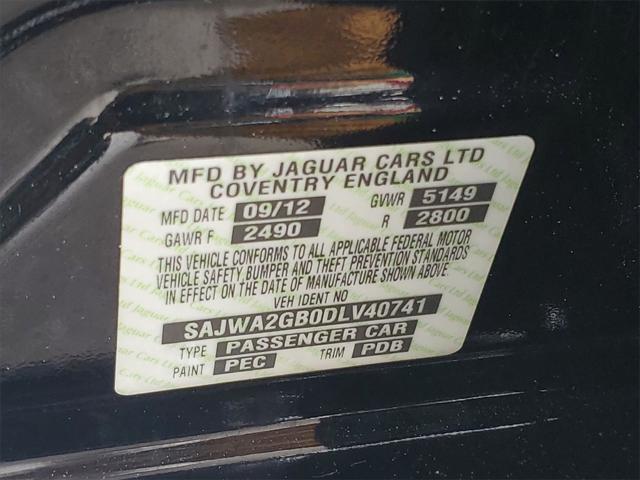 MFD BY JAGUAR CARS LTD
COVENTRY ENGLAND
MFD DATE 09/12 GVWR 5149
GAWR F 2490 R 2800
THIS VEHICLE CONFORMS TO ALL APPLICABLE FEDERAL MOTOR
VEHICLE SAFETY, BUMPER AND THEFT PREVENTION STANDARDS
IN EFFECT ON THE DATE OF MANUFACTURE SHOWN ABOVE.
VEH IDENT NO
SAJWA2GB0DLV40741
TYPE PASSENGER CAR
PAINT PEC TRIM PDB